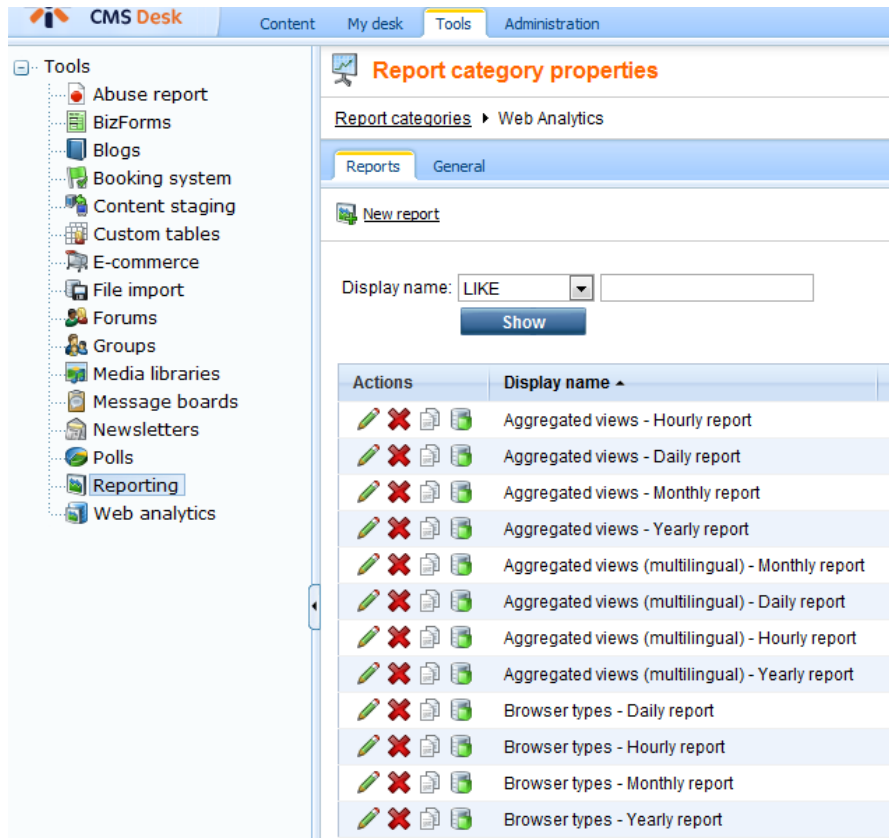 CMS Desk
Content My desk Tools Administration
Tools
Abuse report
BizForms
Blogs
Booking system
Content staging
Custom tables
E-commerce
File import
Forums
Groups
Media libraries
Message boards
Newsletters
Polls
Reporting
Web analytics
Report category properties
Report categories Web Analytics
Reports General
New report
Display name: LIKE
Show
Actions Display name
Aggregated views - Hourly report
Aggregated views - Daily report
Aggregated views - Monthly report
Aggregated views - Yearly report
Aggregated views (multilingual) - Monthly report
Aggregated views (multilingual) - Daily report
Aggregated views (multilingual) - Hourly report
Aggregated views (multilingual) - Yearly report
Browser types - Daily report
Browser types - Hourly report
Browser types - Monthly report
Browser types - Yearly report